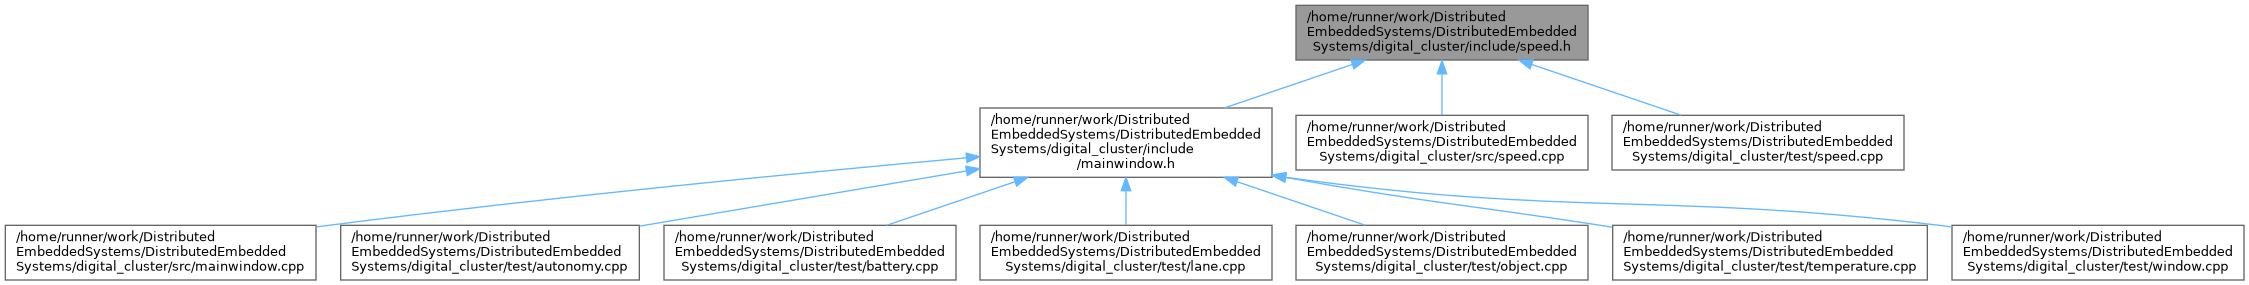 /home/runner/work/Distributed
EmbeddedSystems/DistributedEmbedded
Systems/digital_cluster/include/speed.h
/home/runner/work/Distributed
EmbeddedSystems/DistributedEmbedded
Systems/digital_cluster/include
/mainwindow.h
/home/runner/work/Distributed
EmbeddedSystems/DistributedEmbedded
Systems/digital_cluster/src/speed.cpp
/home/runner/work/Distributed
EmbeddedSystems/DistributedEmbedded
Systems/digital_cluster/test/speed.cpp
/home/runner/work/Distributed
EmbeddedSystems/DistributedEmbedded
Systems/digital_cluster/src/mainwindow.cpp
/home/runner/work/Distributed
EmbeddedSystems/DistributedEmbedded
Systems/digital_cluster/test/autonomy.cpp
/home/runner/work/Distributed
EmbeddedSystems/DistributedEmbedded
Systems/digital_cluster/test/battery.cpp
/home/runner/work/Distributed
EmbeddedSystems/DistributedEmbedded
Systems/digital_cluster/test/lane.cpp
/home/runner/work/Distributed
EmbeddedSystems/DistributedEmbedded
Systems/digital_cluster/test/object.cpp
/home/runner/work/Distributed
EmbeddedSystems/DistributedEmbedded
Systems/digital_cluster/test/temperature.cpp
/home/runner/work/Distributed
EmbeddedSystems/DistributedEmbedded
Systems/digital_cluster/test/window.cpp